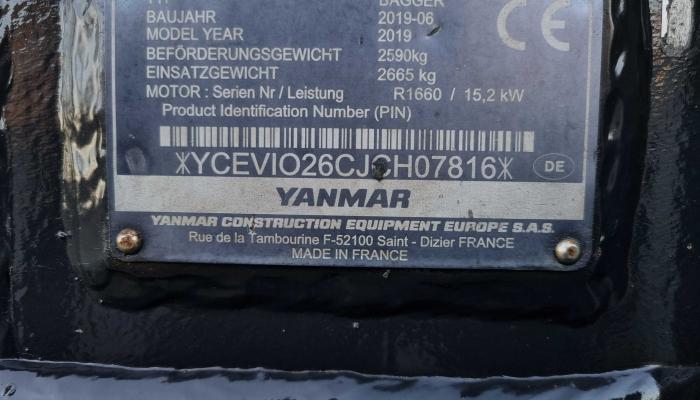 BAGGER
BAUJAHR 2019-06
MODEL YEAR 2019
BEFÖRDERUNGSGEWICHT 2590kg
EINSATZGEWICHT 2665 kg
MOTOR : Serien Nr / Leistung R1660 / 15,2 kW
Product Identification Number (PIN)
DE
YANMAR
YANMAR CONSTRUCTION EQUIPMENT EUROPE S.A.S.
Rue de la Tambourine F-52100 Saint - Dizier FRANCE
MADE IN FRANCE
CE